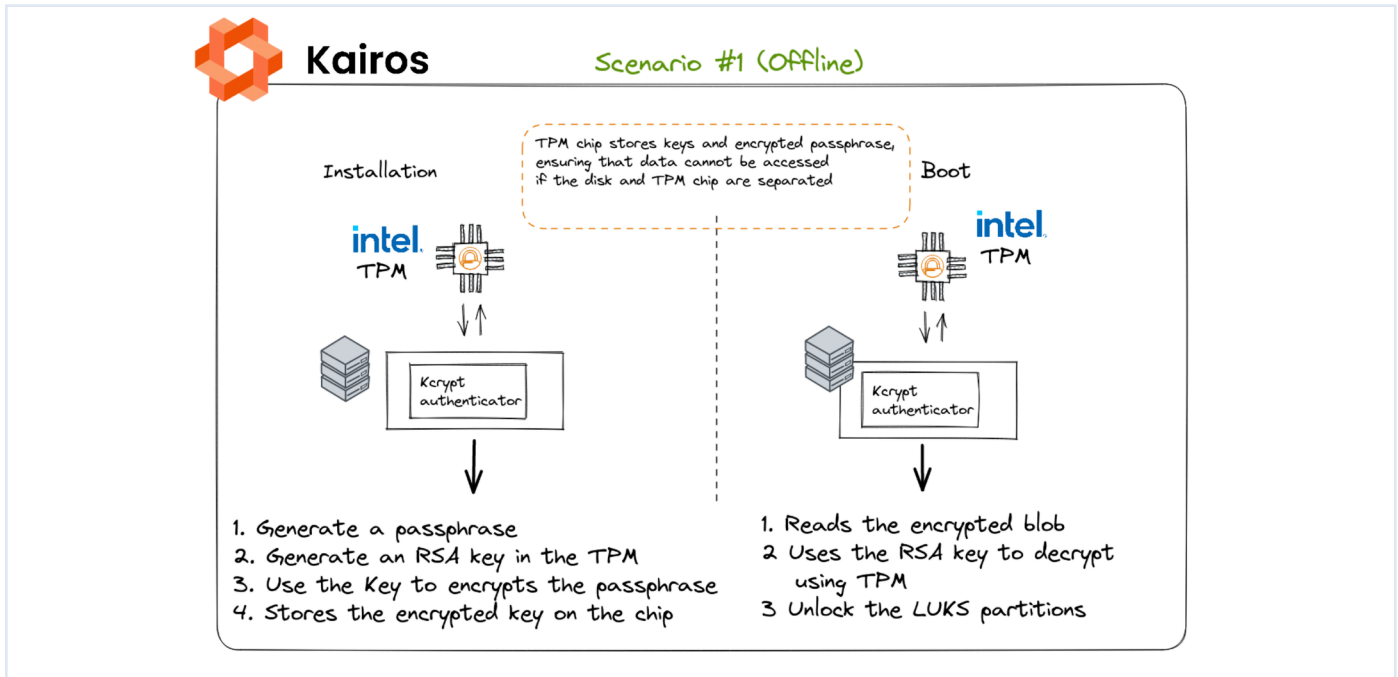 Kairos
Scenario #1 (Offline)
TPM chip stores keys and encrypted passphrase,
ensuring that data cannot be accessed
if the disk and TPM chip are separated
Installation
intel.
TPM
Kcrypt
authenticator
1. Generate a passphrase
2. Generate an RSA key in the TPM
3. Use the Key to encrypts the passphrase
4. Stores the encrypted key on the chip
Boot
intel.
TPM
Kcrypt
authenticator
1. Reads the encrypted blob
2 Uses the RSA key to decrypt
using TPM
3 Unlock the LUKS partitions